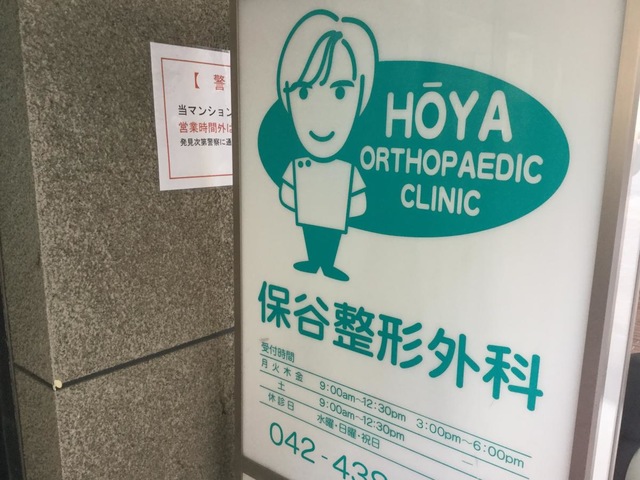 【 警
当マンション
営業時間外は
発見次第警察に通
HŌYA
ORTHOPAEDIC
CLINIC
保谷整形外科
受付時間
月火木金 9:00am~12:30pm 3:00pm~6:00pm
土 9:00am~12:30pm —
休診日 水曜・日曜・祝日
042-438